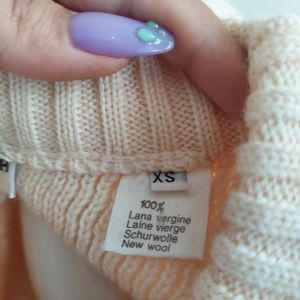 XS
100%
Lana vergine
Laine vierge
Schurwolle
New wool